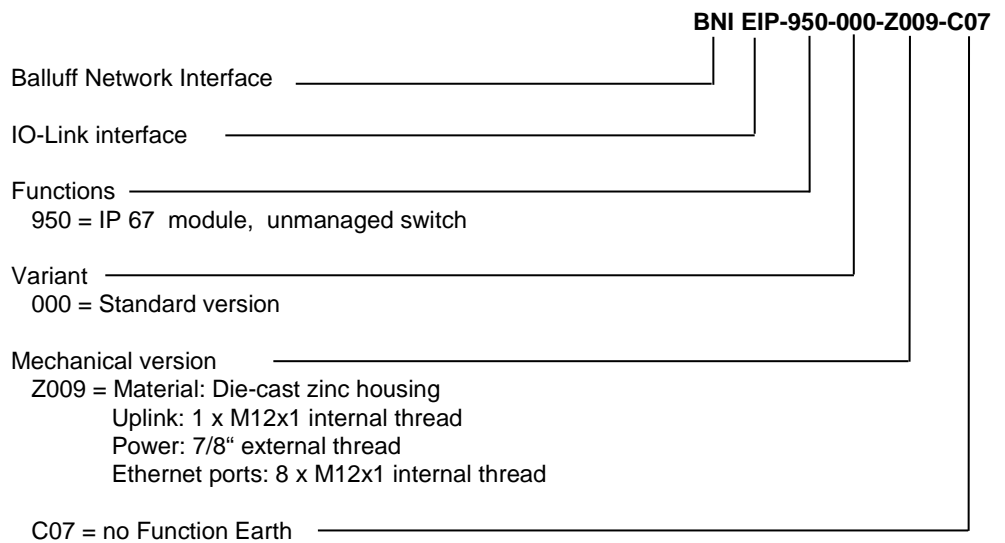 BNI EIP-950-000-Z009-C07
Balluff Network Interface
IO-Link interface
Functions
950 = IP 67 module, unmanaged switch
Variant
000 = Standard version
Mechanical version
Z009 = Material: Die-cast zinc housing
Uplink: 1 x M12x1 internal thread
Power: 7/8“ external thread
Ethernet ports: 8 x M12x1 internal thread
C07 = no Function Earth